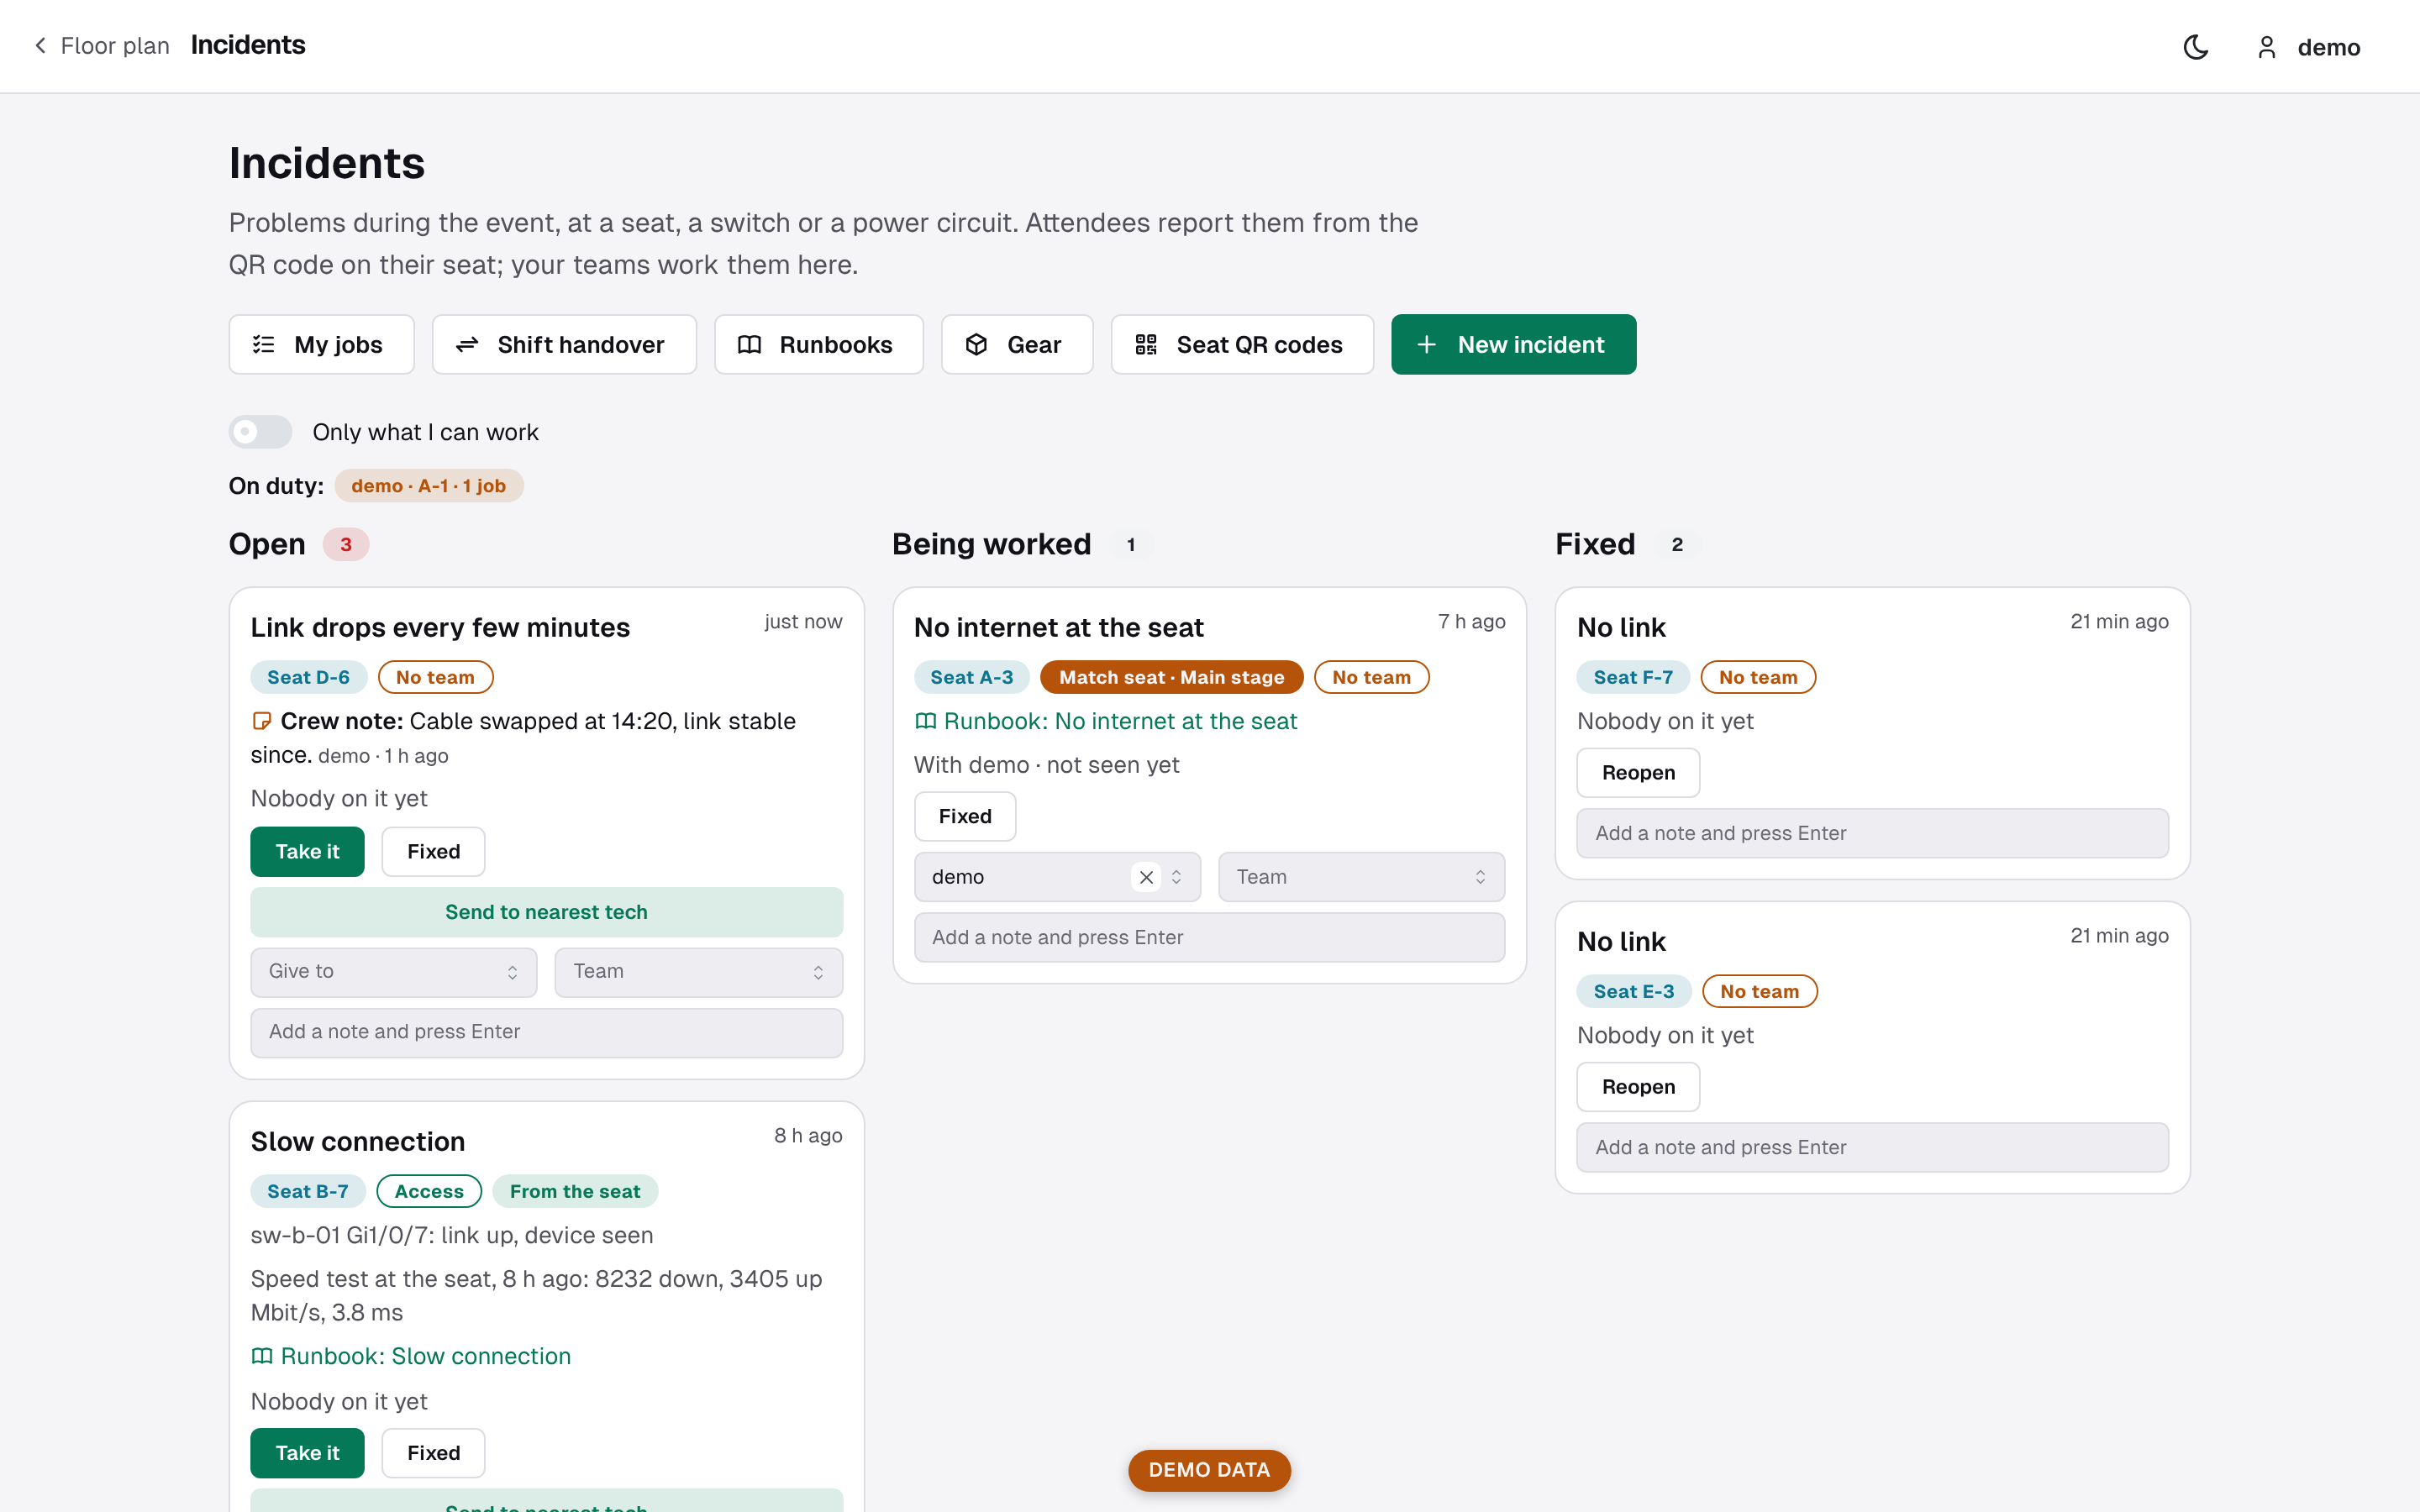 Floor plan Incidents demo
Incidents
Problems during the event, at a seat, a switch or a power circuit. Attendees report them from the
QR code on their seat; your teams work them here.
My jobs Shift handover Runbooks Gear Seat QR codes New incident
Only what I can work
On duty: demo · A-1 · 1 job
Open 3
Link drops every few minutes just now
Seat D-6 No team
Crew note: Cable swapped at 14:20, link stable
since. demo · 1 h ago
Nobody on it yet
Take it Fixed
Send to nearest tech
Give to Team
Add a note and press Enter
Slow connection 8 h ago
Seat B-7 Access From the seat
sw-b-01 Gi1/0/7: link up, device seen
Speed test at the seat, 8 h ago: 8232 down, 3405 up
Mbit/s, 3.8 ms
Runbook: Slow connection
Nobody on it yet
Take it Fixed
Send to nearest tech
Being worked 1
No internet at the seat 7 h ago
Seat A-3 Match seat · Main stage No team
Runbook: No internet at the seat
With demo · not seen yet
Fixed
demo Team
Add a note and press Enter
Fixed 2
No link 21 min ago
Seat F-7 No team
Nobody on it yet
Reopen
Add a note and press Enter
No link 21 min ago
Seat E-3 No team
Nobody on it yet
Reopen
Add a note and press Enter
DEMO DATA